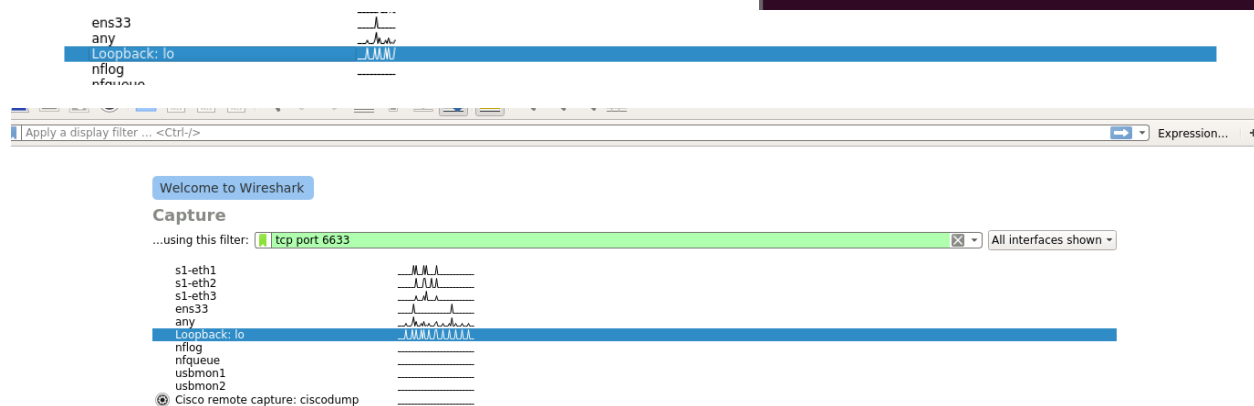 ens33
any
Loopback: lo
nflog
nfqueue
Apply a display filter ... <Ctrl-/>
Expression...
+
Welcome to Wireshark
Capture
...using this filter:
tcp port 6633
All interfaces shown
s1-eth1
s1-eth2
s1-eth3
ens33
any
Loopback: lo
nflog
nfqueue
usbmon1
usbmon2
Cisco remote capture: ciscodump